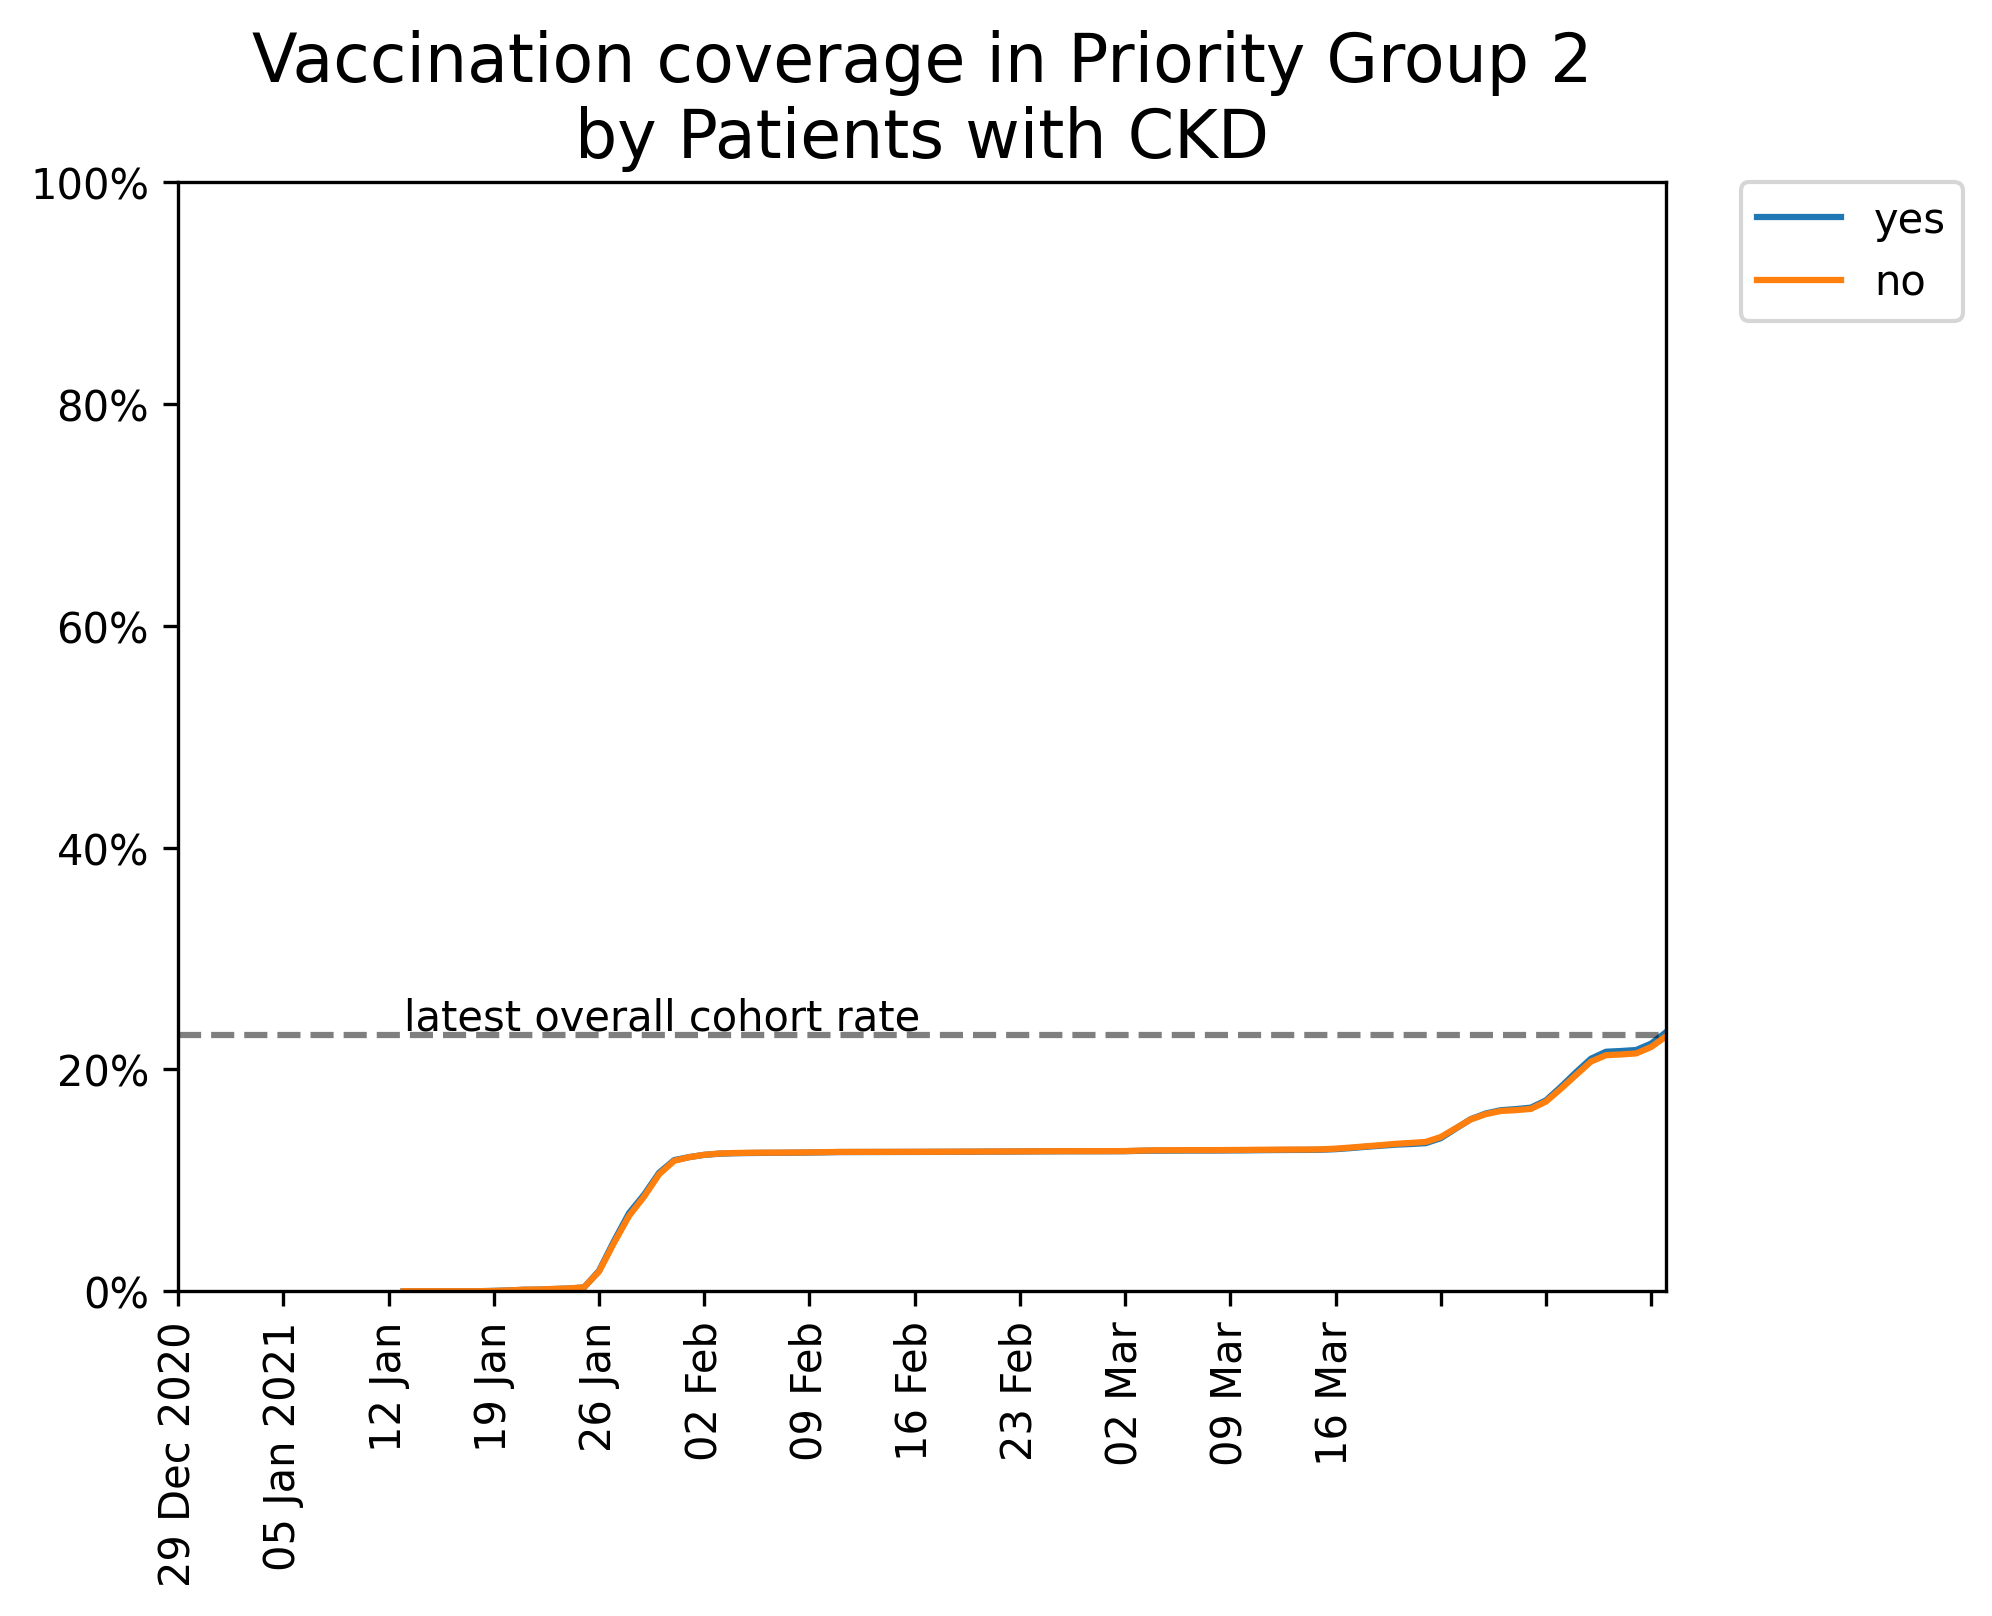 Vaccination coverage in Priority Group 2
by Patients with CKD
100%
80%
60%
40%
20%
0%
yes
no
latest overall cohort rate
29 Dec 2020
05 Jan 2021
12 Jan
19 Jan
26 Jan
02 Feb
09 Feb
16 Feb
23 Feb
02 Mar
09 Mar
16 Mar